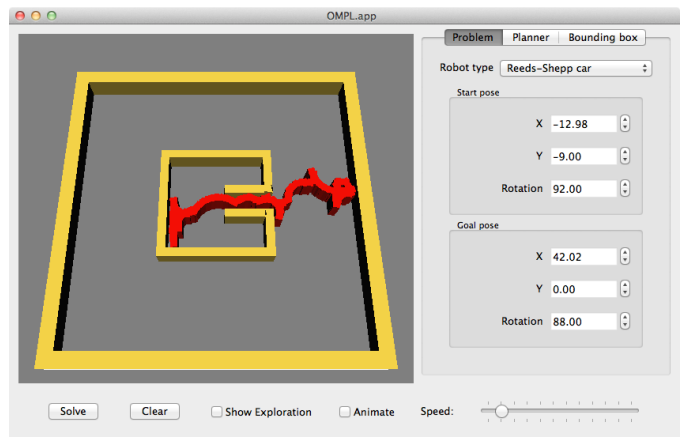 OMPL.app
Problem Planner Bounding box
Robot type Reeds-Shepp car
Start pose
X -12.98
Y -9.00
Rotation 92.00
Goal pose
X 42.02
Y 0.00
Rotation 88.00
Solve Clear Show Exploration Animate Speed: